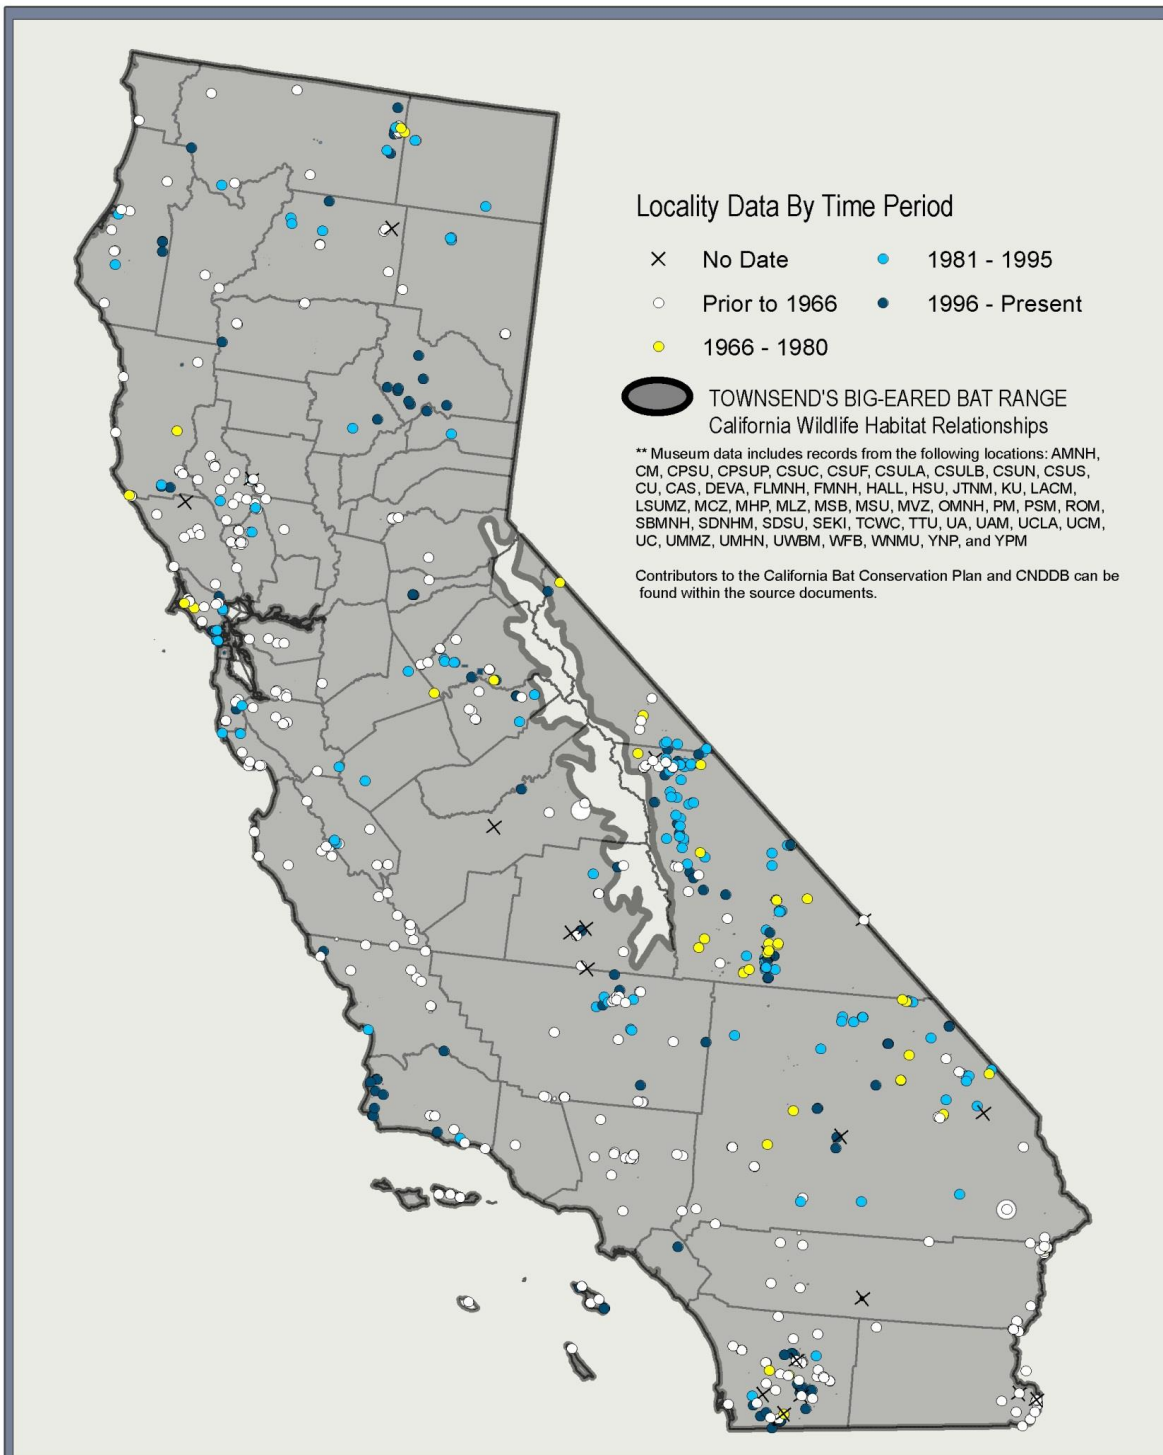 Locality Data By Time Period
No Date
1981 - 1995
Prior to 1966
1996 - Present
1966 - 1980
TOWNSEND'S BIG-EARED BAT RANGE
California Wildlife Habitat Relationships
** Museum data includes records from the following locations: AMNH,
CM, CPSU, CPSUP, CSUC, CSUF, CSULA, CSULB, CSUN, CSUS,
CU, CAS, DEVA, FLMNH, FMNH, HALL, HSU, JTNM, KU, LACM,
LSUMZ, MCZ, MHP, MLZ, MSB, MSU, MVZ, OMNH, PM, PSM, ROM,
SBMNH, SDNHM, SDSU, SEKI, TCWC, TTU, UA, UAM, UCLA, UCM,
UC, UMMZ, UMHN, UWBM, WFB, WNMU, YNP, and YPM
Contributors to the California Bat Conservation Plan and CNDDB can be
found within the source documents.